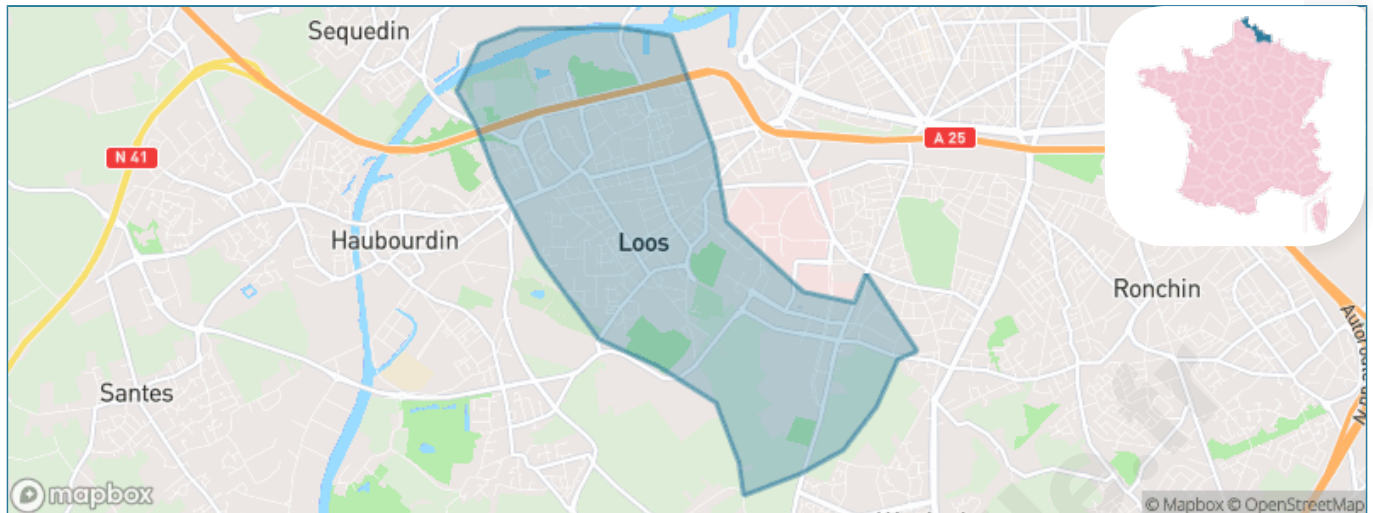 Sequedin
A 25
N 41
Loos
Haubourdin
Ronchin
Santes
mapbox
© Mapbox © OpenStreetMap